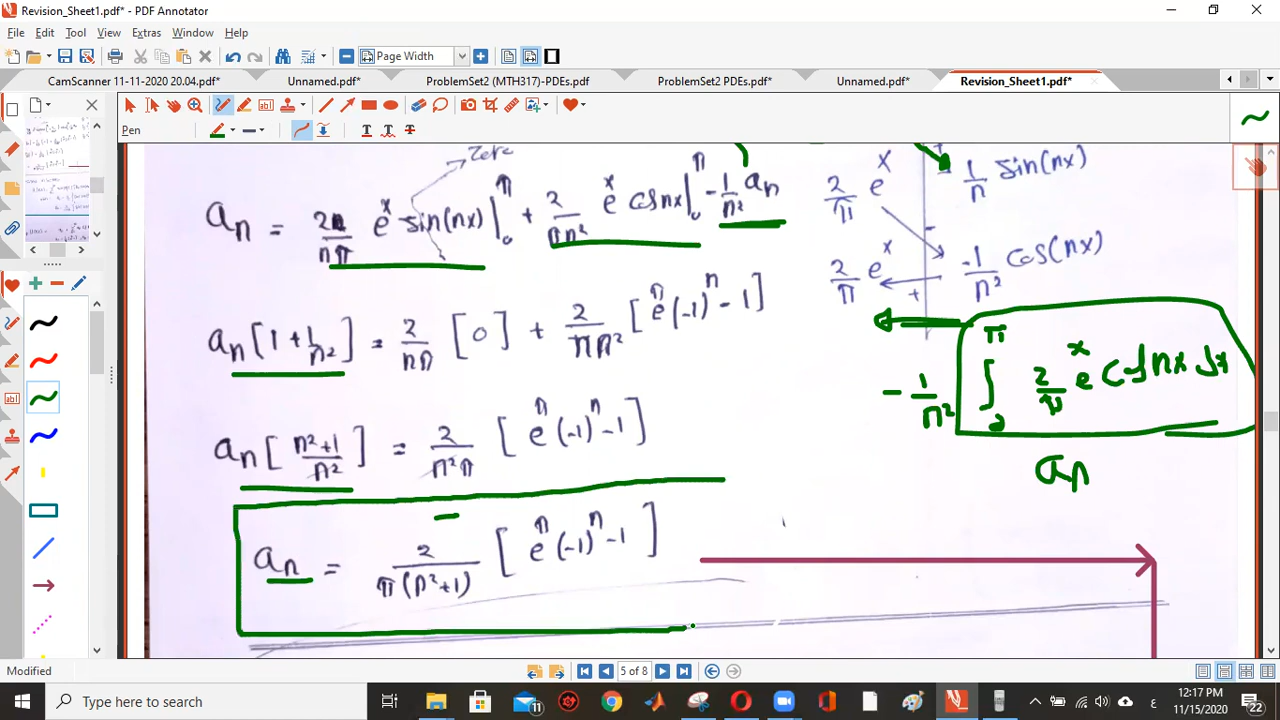 Revision_Sheet1.pdf* - PDF Annotator
File Edit Tool View Extras Window Help
Page Width
CamScanner 11-11-2020 20.04.pdf* Unnamed.pdf* ProblemSet2 (MTH317)-PDEs.pdf ProblemSet2 PDEs.pdf* Unnamed.pdf* Revision_Sheet1.pdf*
Pen
Zero
aₙ = 2/nπ eˣ sin(nx)|₀^π + 2/πn² eˣ cos nx|₀^π - 1/n² aₙ
2/π eˣ 1/n sin(nx)
2/π eˣ -1/n² cos(nx)
+
aₙ [1 + 1/n²] = 2/nπ [0] + 2/πn² [e^π (-1)ⁿ - 1]
- 1/n² ∫₀^π 2/π eˣ cos nx dx
aₙ
aₙ [n²+1/n²] = 2/n²π [e^π (-1)ⁿ - 1]
aₙ = 2/π(n²+1) [e^π (-1)ⁿ - 1]
Modified 5 of 8
Type here to search
11
ع
12:17 PM
11/15/2020
22